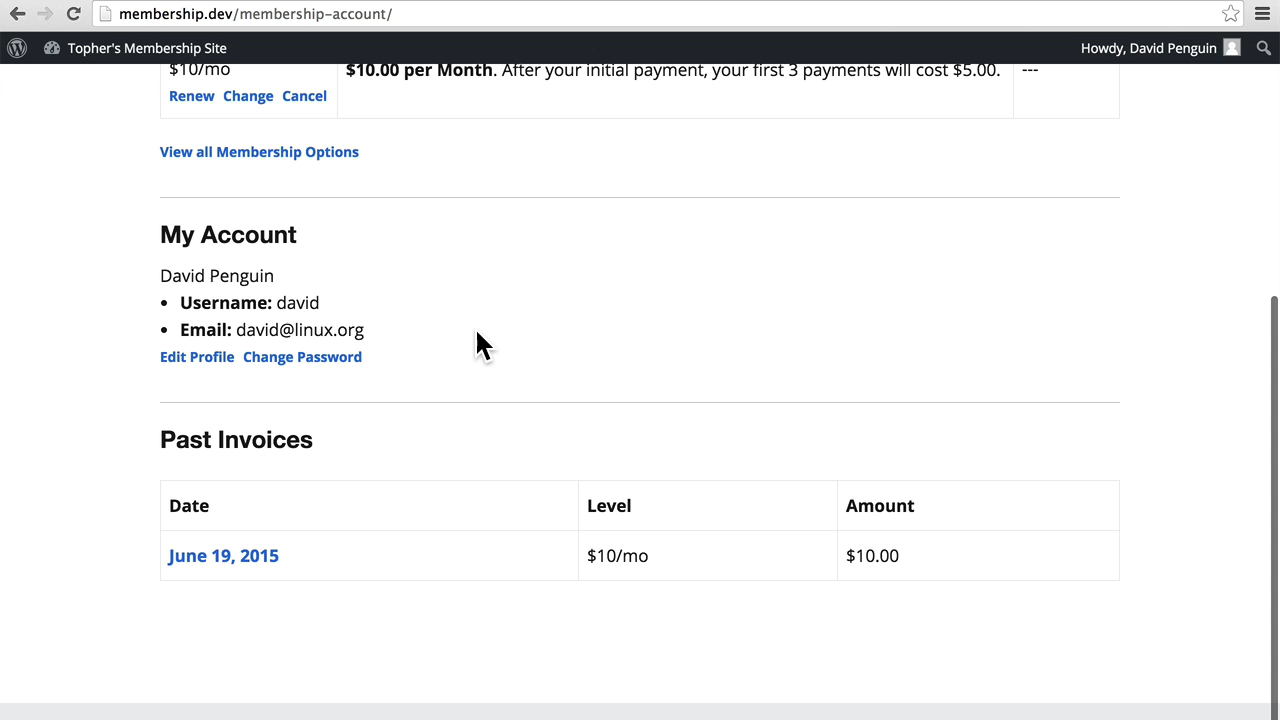 membership.dev/membership-account/
Topher's Membership Site
Howdy, David Penguin
$10/mo
$10.00 per Month. After your initial payment, your first 3 payments will cost $5.00.
---
Renew Change Cancel
View all Membership Options
My Account
David Penguin
• Username: david
• Email: david@linux.org
Edit Profile Change Password
Past Invoices
Date Level Amount
June 19, 2015 $10/mo $10.00